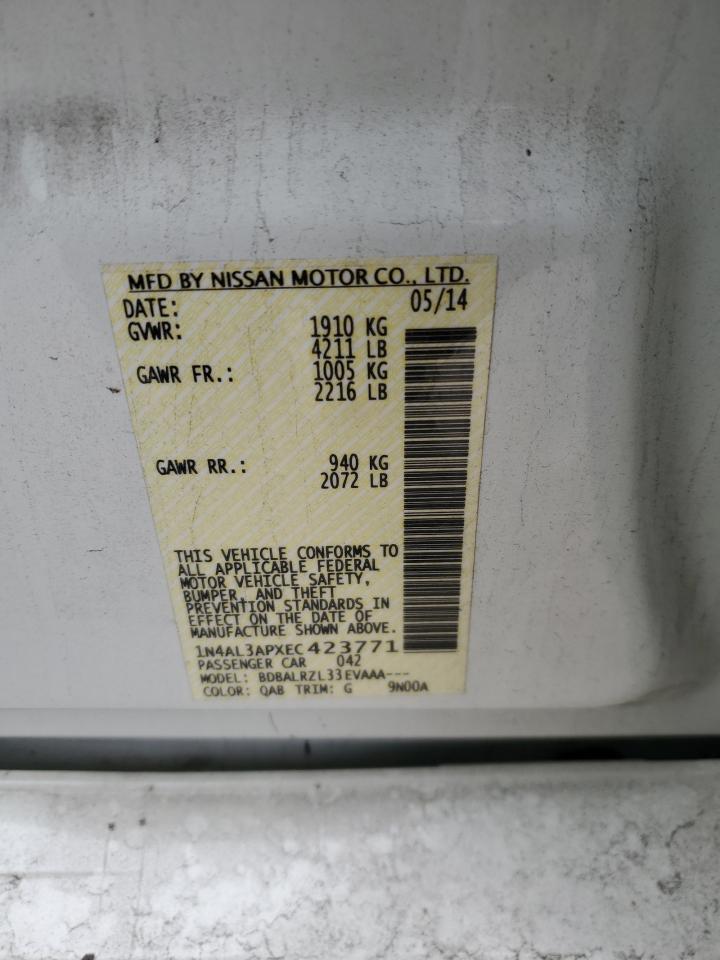 MFD BY NISSAN MOTOR CO., LTD.
DATE: 05/14
GVWR: 1910 KG
4211 LB
GAWR FR.: 1005 KG
2216 LB
GAWR RR.: 940 KG
2072 LB
THIS VEHICLE CONFORMS TO
ALL APPLICABLE FEDERAL
MOTOR VEHICLE SAFETY,
BUMPER, AND THEFT
PREVENTION STANDARDS IN
EFFECT ON THE DATE OF
MANUFACTURE SHOWN ABOVE.
1N4AL3APXEC423771
PASSENGER CAR 042
MODEL: BDBALRZL33EVAAA---
COLOR: QAB TRIM: G 9N00A